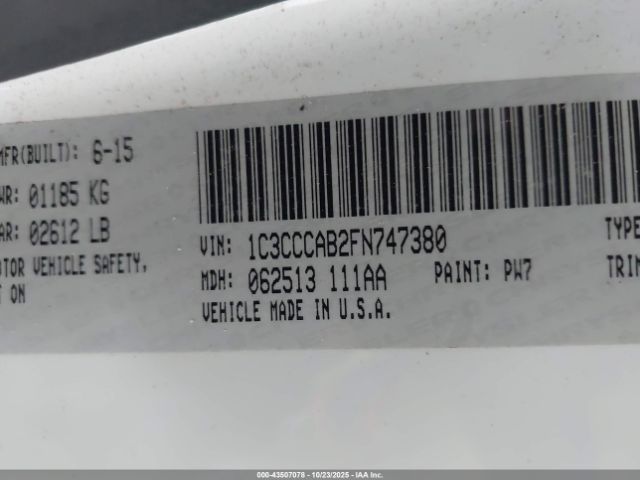 MFR(BUILT): 6-15
WR: 01185 KG
AR: 02612 LB
OTOR VEHICLE SAFETY,
T ON
VIN: 1C3CCCAB2FN747380
TYPE
MDH: 062513 111AA PAINT: PW7
TRIM
VEHICLE MADE IN U.S.A.
000-43507078 - 10/23/2025 - IAA Inc.